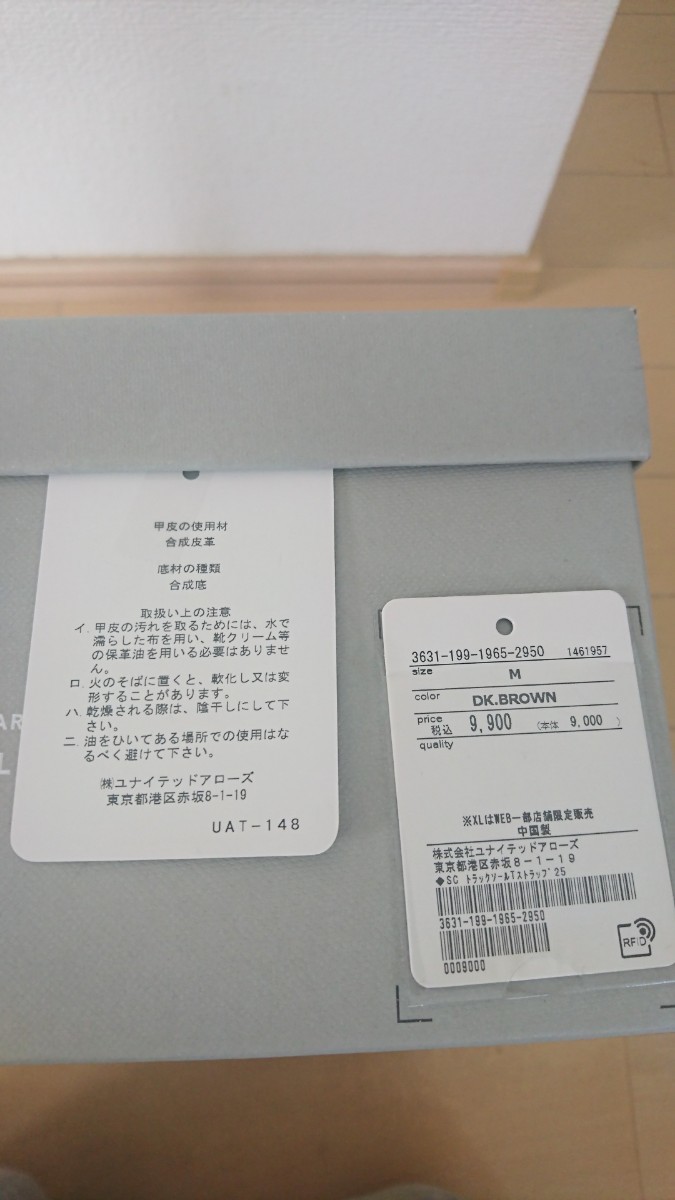 甲皮の使用材
合成皮革
底材の種類
合成底
取扱い上の注意
イ.甲皮の汚れを取るためには、水で
濡らした布を用い、靴クリーム等
の保革油を用いる必要はありませ
ん。
ロ.火のそばに置くと、軟化し又は変
形することがあります。
ハ.乾燥される際は、陰干しにして下
さい。
ニ.油をひいてある場所での使用はな
るべく避けて下さい。
㈱ユナイテッドアローズ
東京都港区赤坂8-1-19
UAT-148
AR
L
3631-199-1965-2950 1461957
size M
color DK.BROWN
price 税込 9,900 (本体 9,000 )
quality
※XLはWEB一部店舗限定販売
中国製
株式会社ユナイテッドアローズ
東京都港区赤坂8-1-19
◆SC トラックソールTストラップ 25
3631-199-1965-2950
0009000
RFID